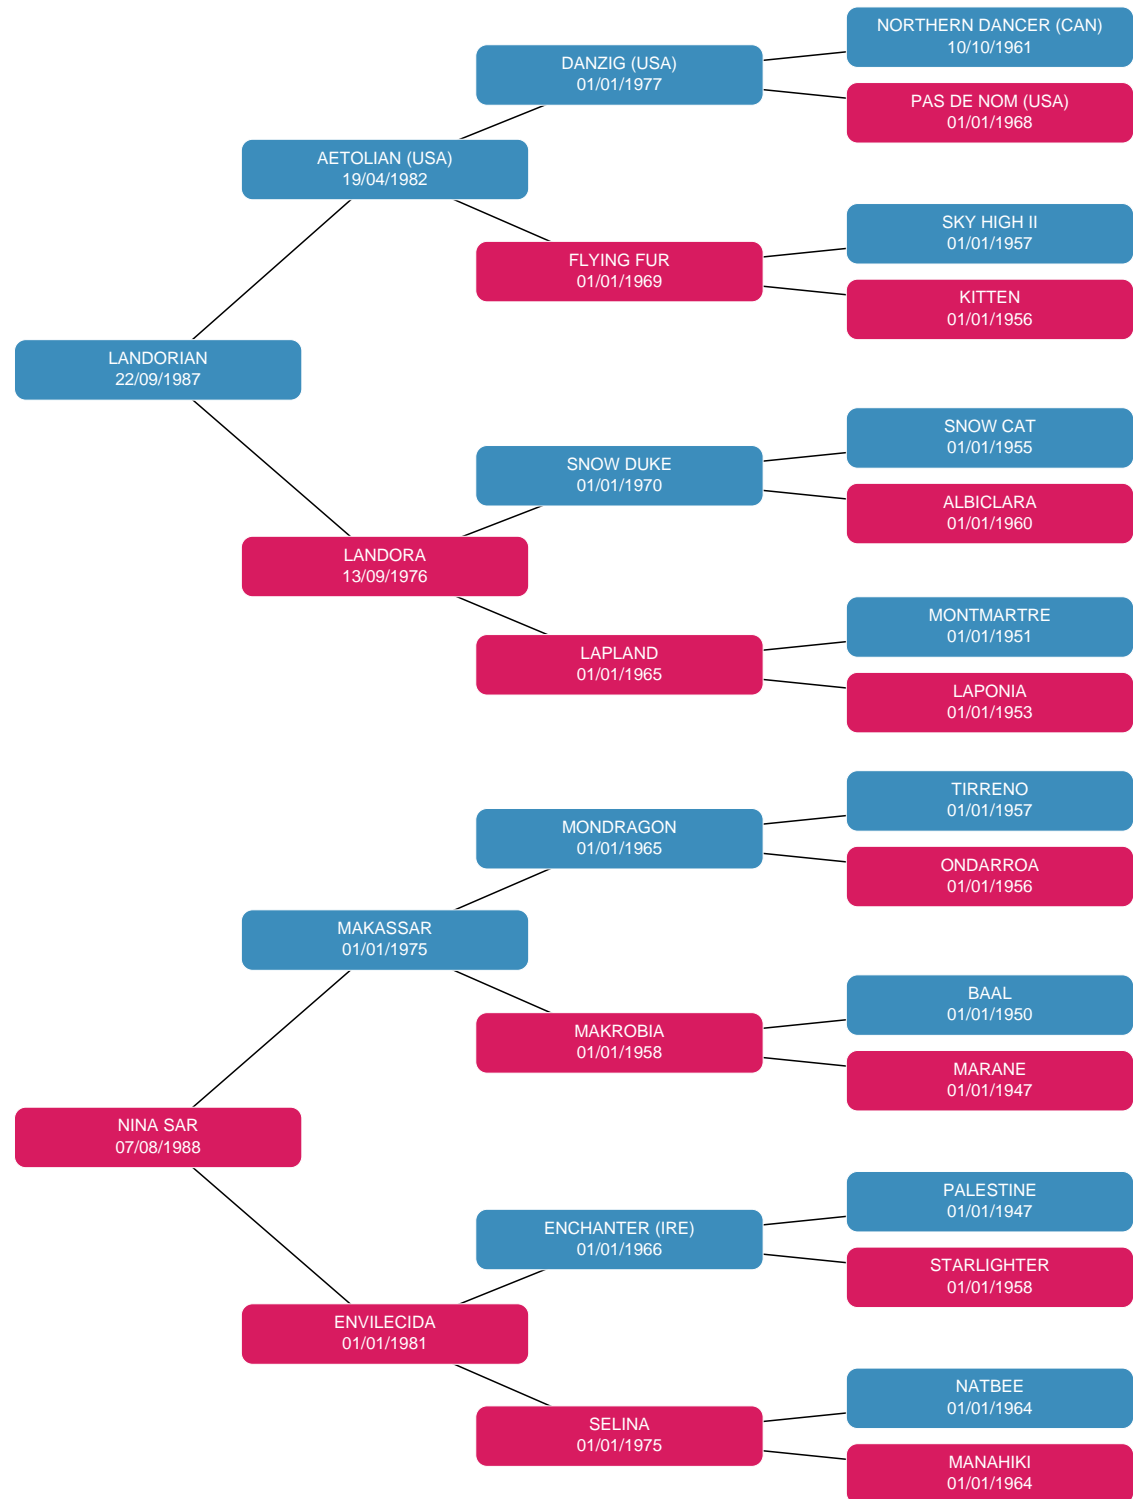 NORTHERN DANCER (CAN)
10/10/1961
DANZIG (USA)
01/01/1977
PAS DE NOM (USA)
01/01/1968
AETOLIAN (USA)
19/04/1982
SKY HIGH II
01/01/1957
FLYING FUR
01/01/1969
KITTEN
01/01/1956
LANDORIAN
22/09/1987
SNOW CAT
01/01/1955
SNOW DUKE
01/01/1970
ALBICLARA
01/01/1960
LANDORA
13/09/1976
MONTMARTRE
01/01/1951
LAPLAND
01/01/1965
LAPONIA
01/01/1953
TIRRENO
01/01/1957
MONDRAGON
01/01/1965
ONDARROA
01/01/1956
MAKASSAR
01/01/1975
BAAL
01/01/1950
MAKROBIA
01/01/1958
MARANE
01/01/1947
NINA SAR
07/08/1988
PALESTINE
01/01/1947
ENCHANTER (IRE)
01/01/1966
STARLIGHTER
01/01/1958
ENVILECIDA
01/01/1981
NATBEE
01/01/1964
SELINA
01/01/1975
MANAHIKI
01/01/1964